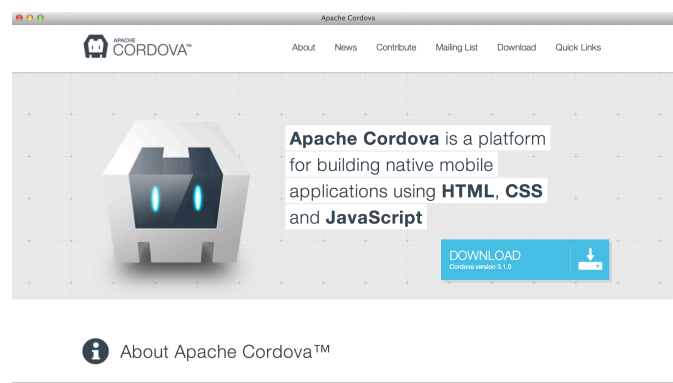 Apache Cordova
APACHE
CORDOVA™
About News Contribute Mailing List Download Quick Links
Apache Cordova is a platform
for building native mobile
applications using HTML, CSS
and JavaScript
DOWNLOAD
Cordova version 3.1.0
About Apache Cordova™